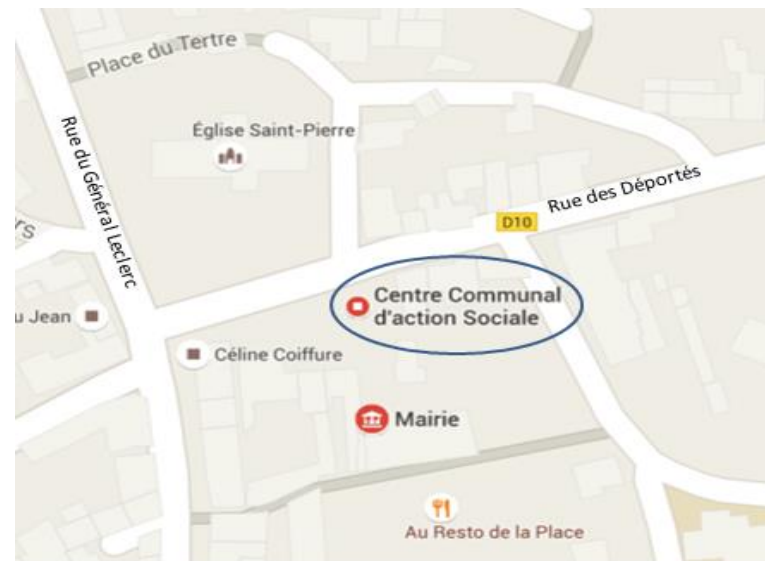 Place du Tertre
Église Saint-Pierre
Rue du Général Leclerc
Rue des Déportés
D10
Centre Communal
d'action Sociale
u Jean
Céline Coiffure
Mairie
Au Resto de la Place